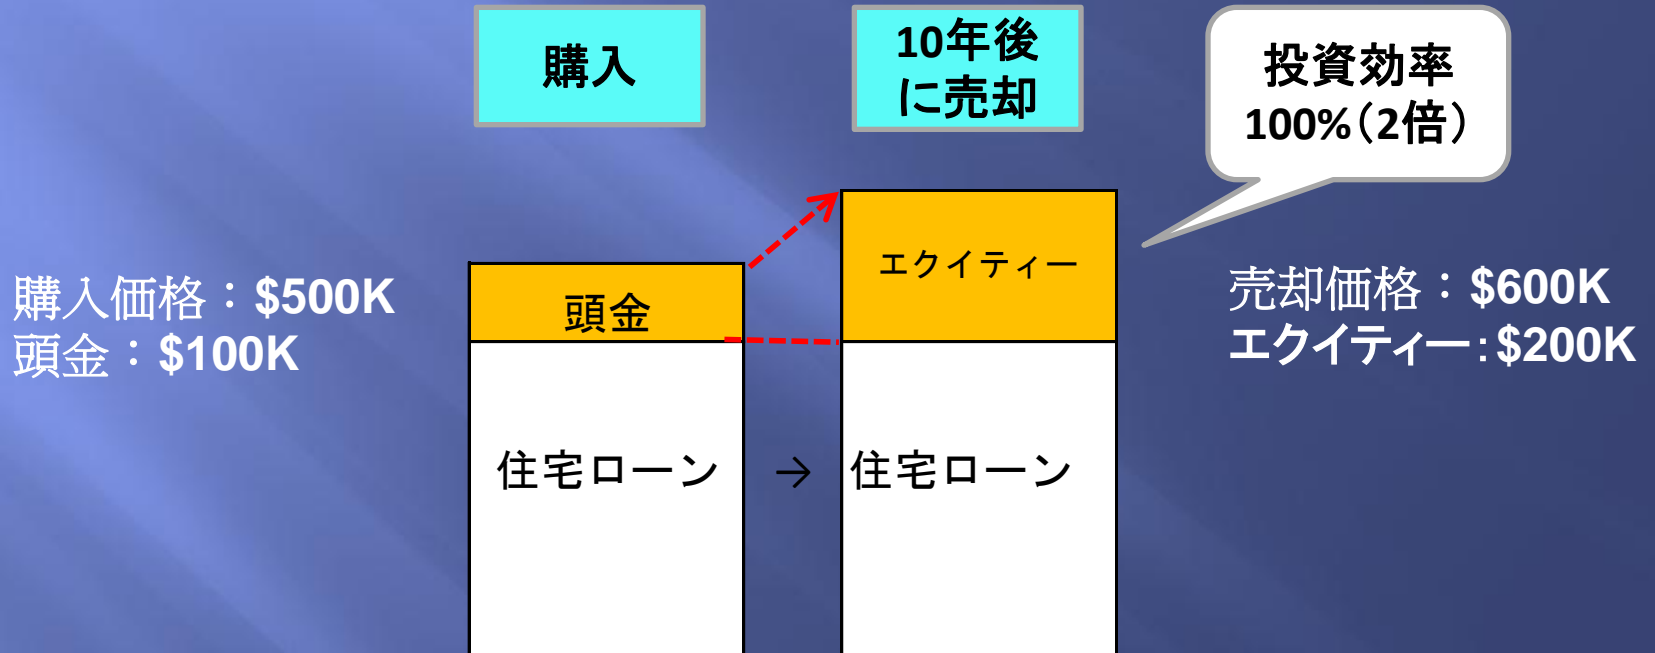 購入
10年後
に売却
投資効率
100%(2倍)
購入価格：$500K
頭金：$100K
頭金
エクイティー
売却価格：$600K
エクイティー：$200K
住宅ローン
→
住宅ローン